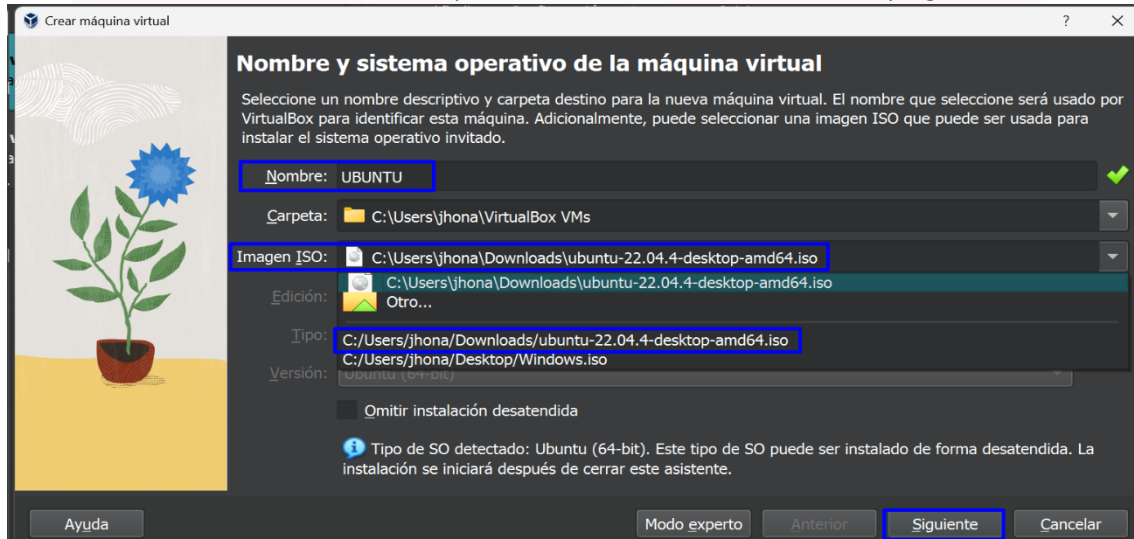 Crear máquina virtual
Nombre y sistema operativo de la máquina virtual
Seleccione un nombre descriptivo y carpeta destino para la nueva máquina virtual. El nombre que seleccione será usado por
VirtualBox para identificar esta máquina. Adicionalmente, puede seleccionar una imagen ISO que puede ser usada para
instalar el sistema operativo invitado.
Nombre: UBUNTU
Carpeta: C:\Users\jhona\VirtualBox VMs
Imagen ISO: C:\Users\jhona\Downloads\ubuntu-22.04.4-desktop-amd64.iso
C:\Users\jhona\Downloads\ubuntu-22.04.4-desktop-amd64.iso
Edición: Otro...
Tipo: C:/Users/jhona/Downloads/ubuntu-22.04.4-desktop-amd64.iso
C:/Users/jhona/Desktop/Windows.iso
Versión: Ubuntu (64-bit)
Omitir instalación desatendida
Tipo de SO detectado: Ubuntu (64-bit). Este tipo de SO puede ser instalado de forma desatendida. La
instalación se iniciará después de cerrar este asistente.
Ayuda Modo experto Anterior Siguiente Cancelar